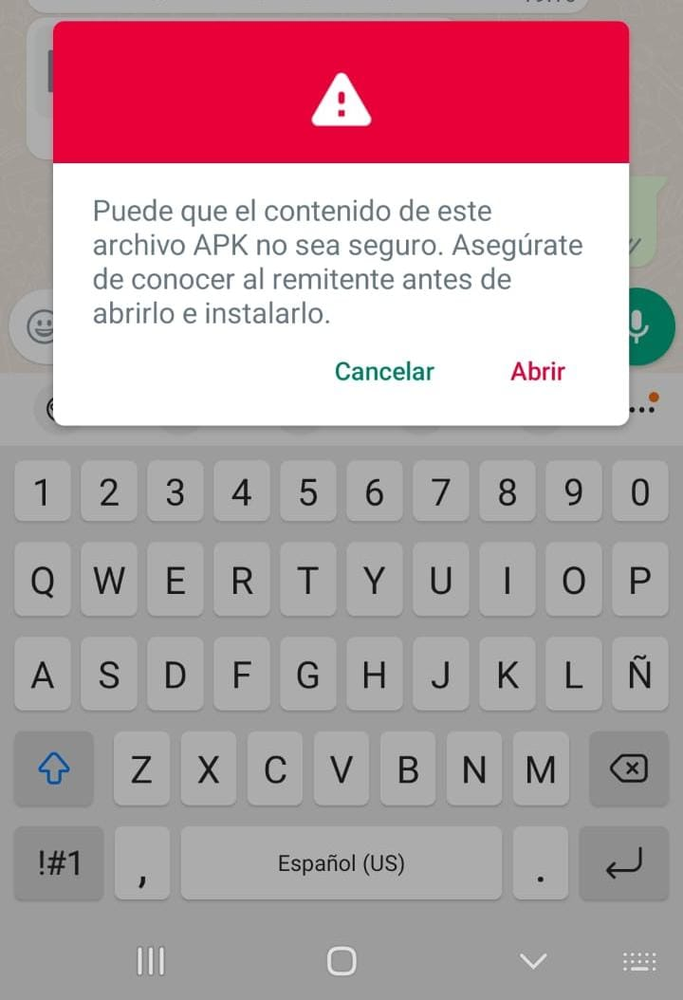 Puede que el contenido de este
archivo APK no sea seguro. Asegúrate
de conocer al remitente antes de
abrirlo e instalarlo.
Cancelar Abrir
1 2 3 4 5 6 7 8 9 0
Q W E R T Y U I O P
A S D F G H J K L Ñ
Z X C V B N M
!#1 , Español (US) .